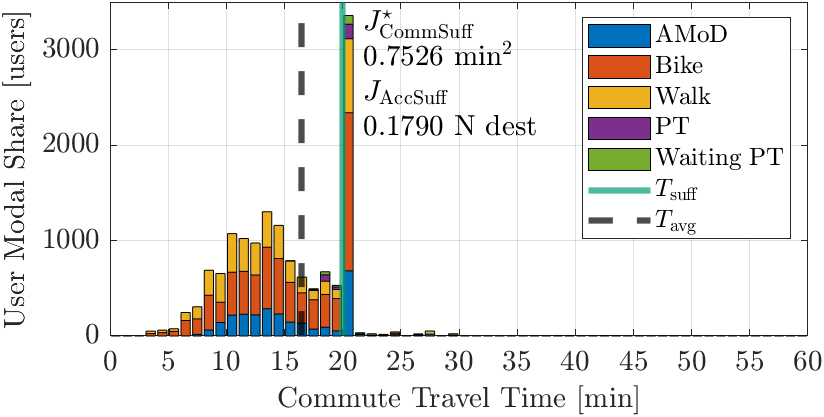 J⋆CommSuff
0.7526 min²
JAccSuff
0.1790 N dest
AMoD
Bike
Walk
PT
Waiting PT
Tsuff
Tavg
User Modal Share [users]
3000
2000
1000
0
0 5 10 15 20 25 30 35 40 45 50 55 60
Commute Travel Time [min]